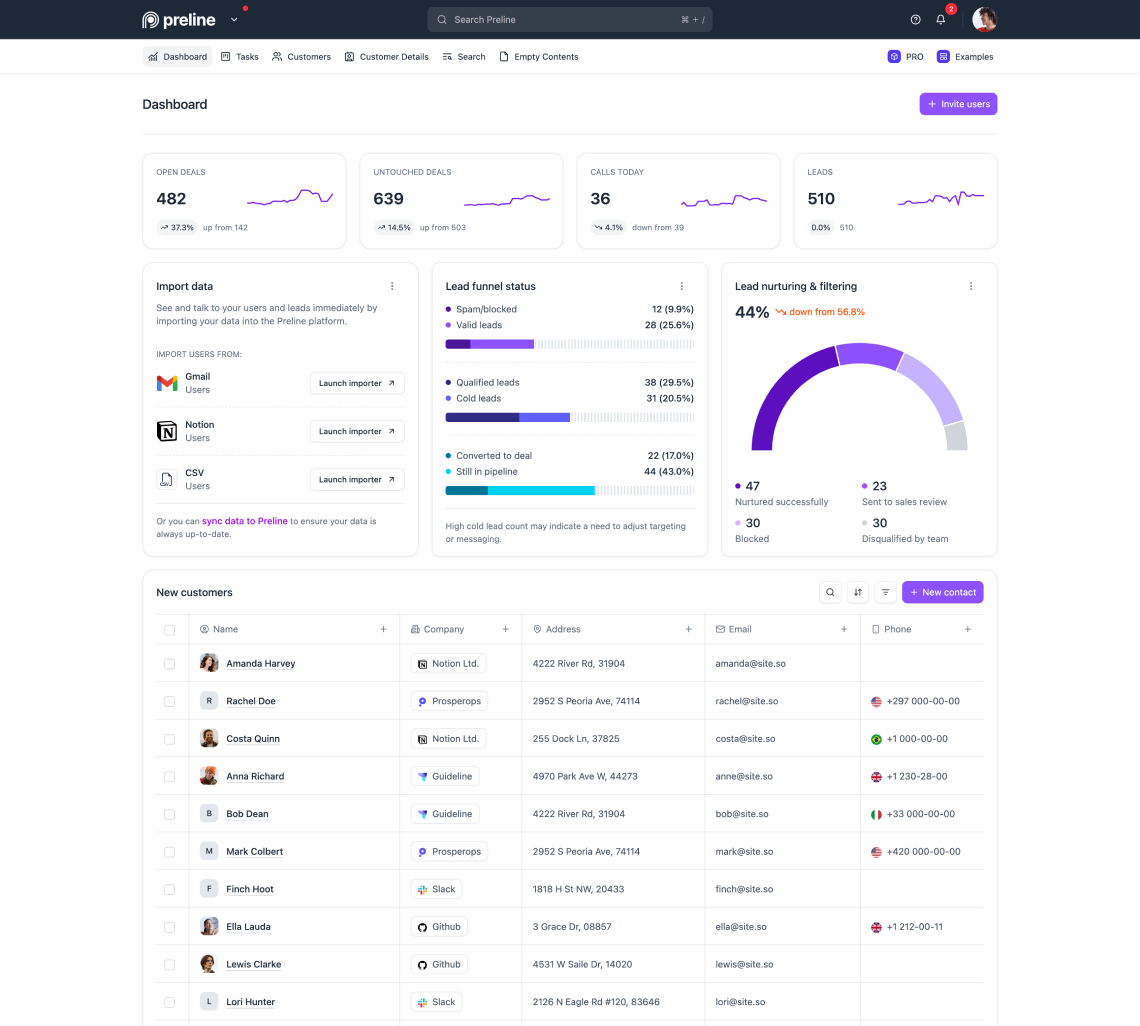 preline
Search Preline
⌘ + /
2
Dashboard
Tasks
Customers
Customer Details
Search
Empty Contents
PRO
Examples
Dashboard
Invite users
OPEN DEALS
482
37.3% up from 142
UNTOUCHED DEALS
639
14.5% up from 503
CALLS TODAY
36
4.1% down from 39
LEADS
510
0.0% 510
Import data
See and talk to your users and leads immediately by
importing your data into the Preline platform.
IMPORT USERS FROM:
Gmail
Users
Launch importer
Notion
Users
Launch importer
CSV
Users
Launch importer
Or you can sync data to Preline to ensure your data is
always up-to-date.
Lead funnel status
Spam/blocked 12 (9.9%)
Valid leads 28 (25.6%)
Qualified leads 38 (29.5%)
Cold leads 31 (20.5%)
Converted to deal 22 (17.0%)
Still in pipeline 44 (43.0%)
High cold lead count may indicate a need to adjust targeting
or messaging.
Lead nurturing & filtering
44% down from 56.8%
47
Nurtured successfully
23
Sent to sales review
30
Blocked
30
Disqualified by team
New customers
New contact
Name Company Address Email Phone
Amanda Harvey Notion Ltd. 4222 River Rd, 31904 amanda@site.so
R Rachel Doe Prosperops 2952 S Peoria Ave, 74114 rachel@site.so +297 000-00-00
Costa Quinn Notion Ltd. 255 Dock Ln, 37825 costa@site.so +1 000-00-00
Anna Richard Guideline 4970 Park Ave W, 44273 anne@site.so +1 230-28-00
B Bob Dean Guideline 4222 River Rd, 31904 bob@site.so +33 000-00-00
M Mark Colbert Prosperops 2952 S Peoria Ave, 74114 mark@site.so +420 000-00-00
F Finch Hoot Slack 1818 H St NW, 20433 finch@site.so
Ella Lauda Github 3 Grace Dr, 08857 ella@site.so +1 212-00-11
Lewis Clarke Github 4531 W Saile Dr, 14020 lewis@site.so
L Lori Hunter Slack 2126 N Eagle Rd #120, 83646 lori@site.so